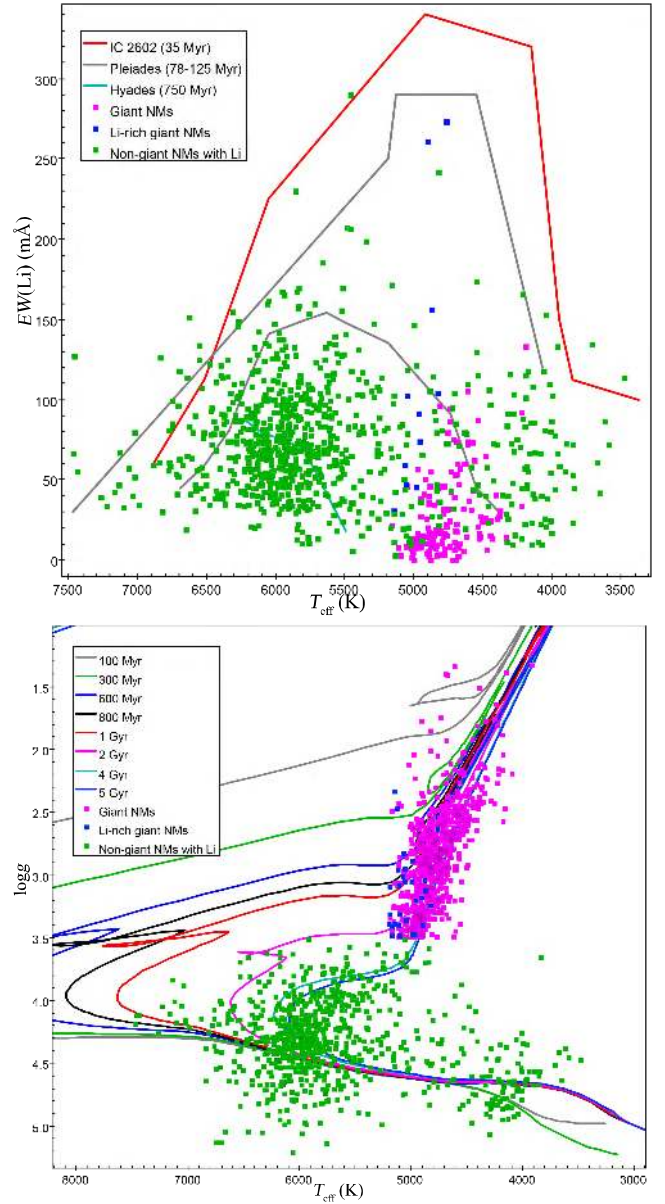 EW(Li) (mÅ)
300
250
200
150
100
50
0
IC 2602 (35 Myr)
Pleiades (78-125 Myr)
Hyades (750 Myr)
Giant NMs
Li-rich giant NMs
Non-giant NMs with Li
7500 7000 6500 6000 5500 5000 4500 4000 3500
Teff (K)
logg
1.5
2.0
2.5
3.0
3.5
4.0
4.5
5.0
100 Myr
300 Myr
600 Myr
800 Myr
1 Gyr
2 Gyr
4 Gyr
5 Gyr
Giant NMs
Li-rich giant NMs
Non-giant NMs with Li
8000 7000 6000 5000 4000 3000
Teff (K)